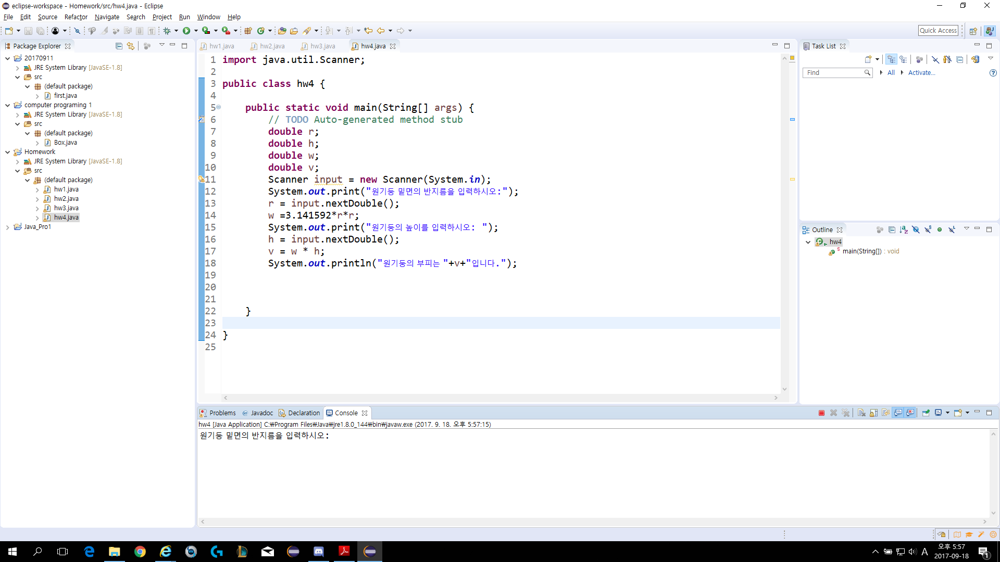 eclipse-workspace - Homework/src/hw4.java - Eclipse
File Edit Source Refactor Navigate Search Project Run Window Help
Quick Access
Package Explorer
20170911
JRE System Library [JavaSE-1.8]
src
(default package)
first.java
computer programing 1
JRE System Library [JavaSE-1.8]
src
(default package)
Box.java
Homework
JRE System Library [JavaSE-1.8]
src
(default package)
hw1.java
hw2.java
hw3.java
hw4.java
Java_Pro1
hw1.java hw2.java hw3.java hw4.java
1 import java.util.Scanner;
2
3 public class hw4 {
4
5 public static void main(String[] args) {
6 // TODO Auto-generated method stub
7 double r;
8 double h;
9 double w;
10 double v;
11 Scanner input = new Scanner(System.in);
12 System.out.print("원기둥 밑면의 반지름을 입력하시오:");
13 r = input.nextDouble();
14 w =3.141592*r*r;
15 System.out.print("원기둥의 높이를 입력하시오: ");
16 h = input.nextDouble();
17 v = w * h;
18 System.out.println("원기둥의 부피는 "+v+"입니다.");
19
20
21
22 }
23
24 }
25
Task List
Find All Activate...
Outline
hw4
main(String[]) : void
Problems @ Javadoc Declaration Console
hw4 [Java Application] C:₩Program Files₩Java₩jre1.8.0_144₩bin₩javaw.exe (2017. 9. 18. 오후 5:57:15)
원기둥 밑면의 반지름을 입력하시오:
A
오후 5:57
2017-09-18
1